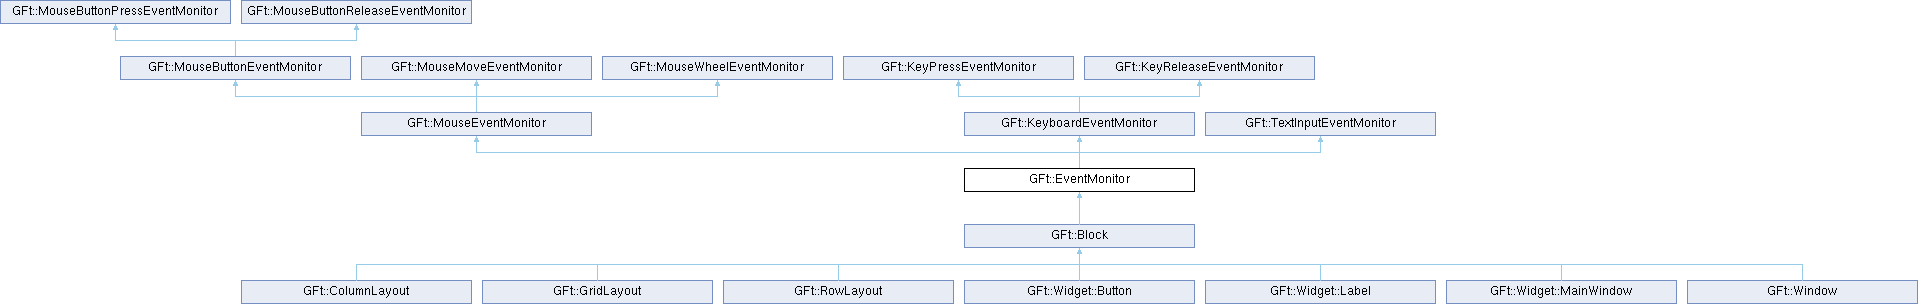 GFt::MouseButtonPressEventMonitor
GFt::MouseButtonReleaseEventMonitor
GFt::MouseButtonEventMonitor
GFt::MouseMoveEventMonitor
GFt::MouseWheelEventMonitor
GFt::KeyPressEventMonitor
GFt::KeyReleaseEventMonitor
GFt::MouseEventMonitor
GFt::KeyboardEventMonitor
GFt::TextInputEventMonitor
GFt::EventMonitor
GFt::Block
GFt::ColumnLayout
GFt::GridLayout
GFt::RowLayout
GFt::Widget::Button
GFt::Widget::Label
GFt::Widget::MainWindow
GFt::Window